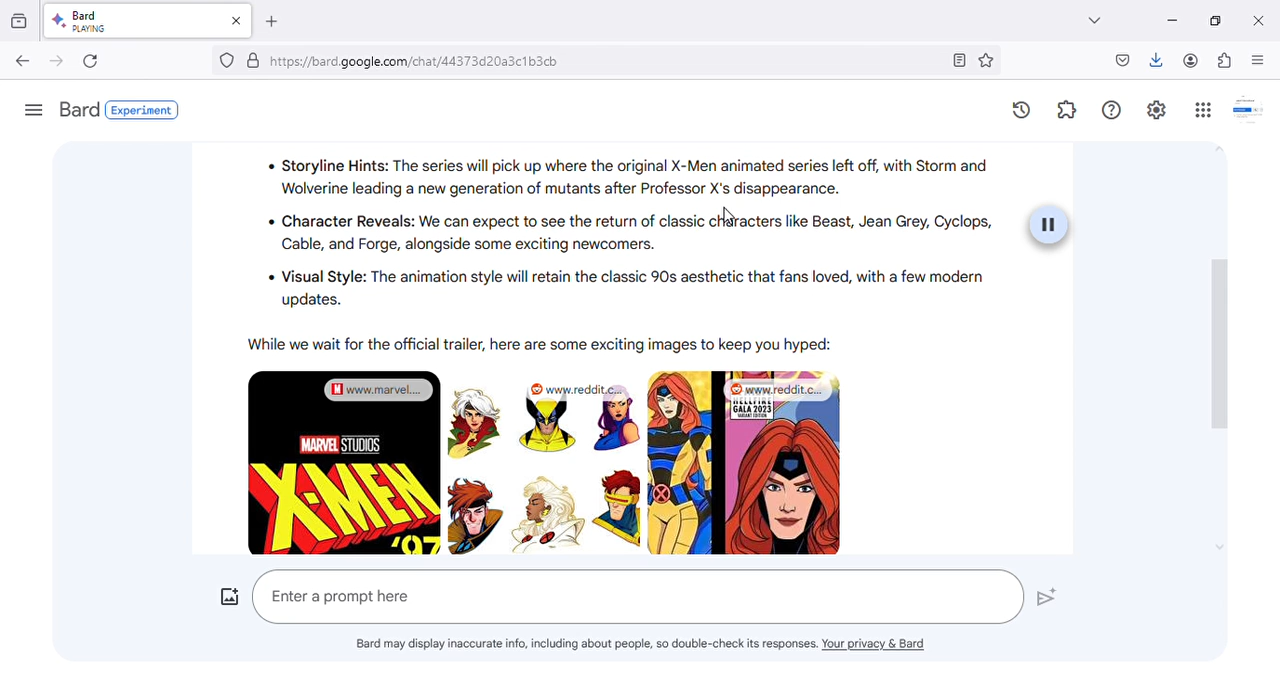 Bard
PLAYING
https://bard.google.com/chat/44373d20a3c1b3cb
Bard Experiment
• Storyline Hints: The series will pick up where the original X-Men animated series left off, with Storm and
Wolverine leading a new generation of mutants after Professor X's disappearance.
• Character Reveals: We can expect to see the return of classic characters like Beast, Jean Grey, Cyclops,
Cable, and Forge, alongside some exciting newcomers.
• Visual Style: The animation style will retain the classic 90s aesthetic that fans loved, with a few modern
updates.
While we wait for the official trailer, here are some exciting images to keep you hyped:
M www.marvel....
www.reddit.c...
www.reddit.c...
MARVEL STUDIOS
X-MEN
'97
HELLFIRE
GALA 2023
VARIANT EDITION
Enter a prompt here
Bard may display inaccurate info, including about people, so double-check its responses. Your privacy & Bard